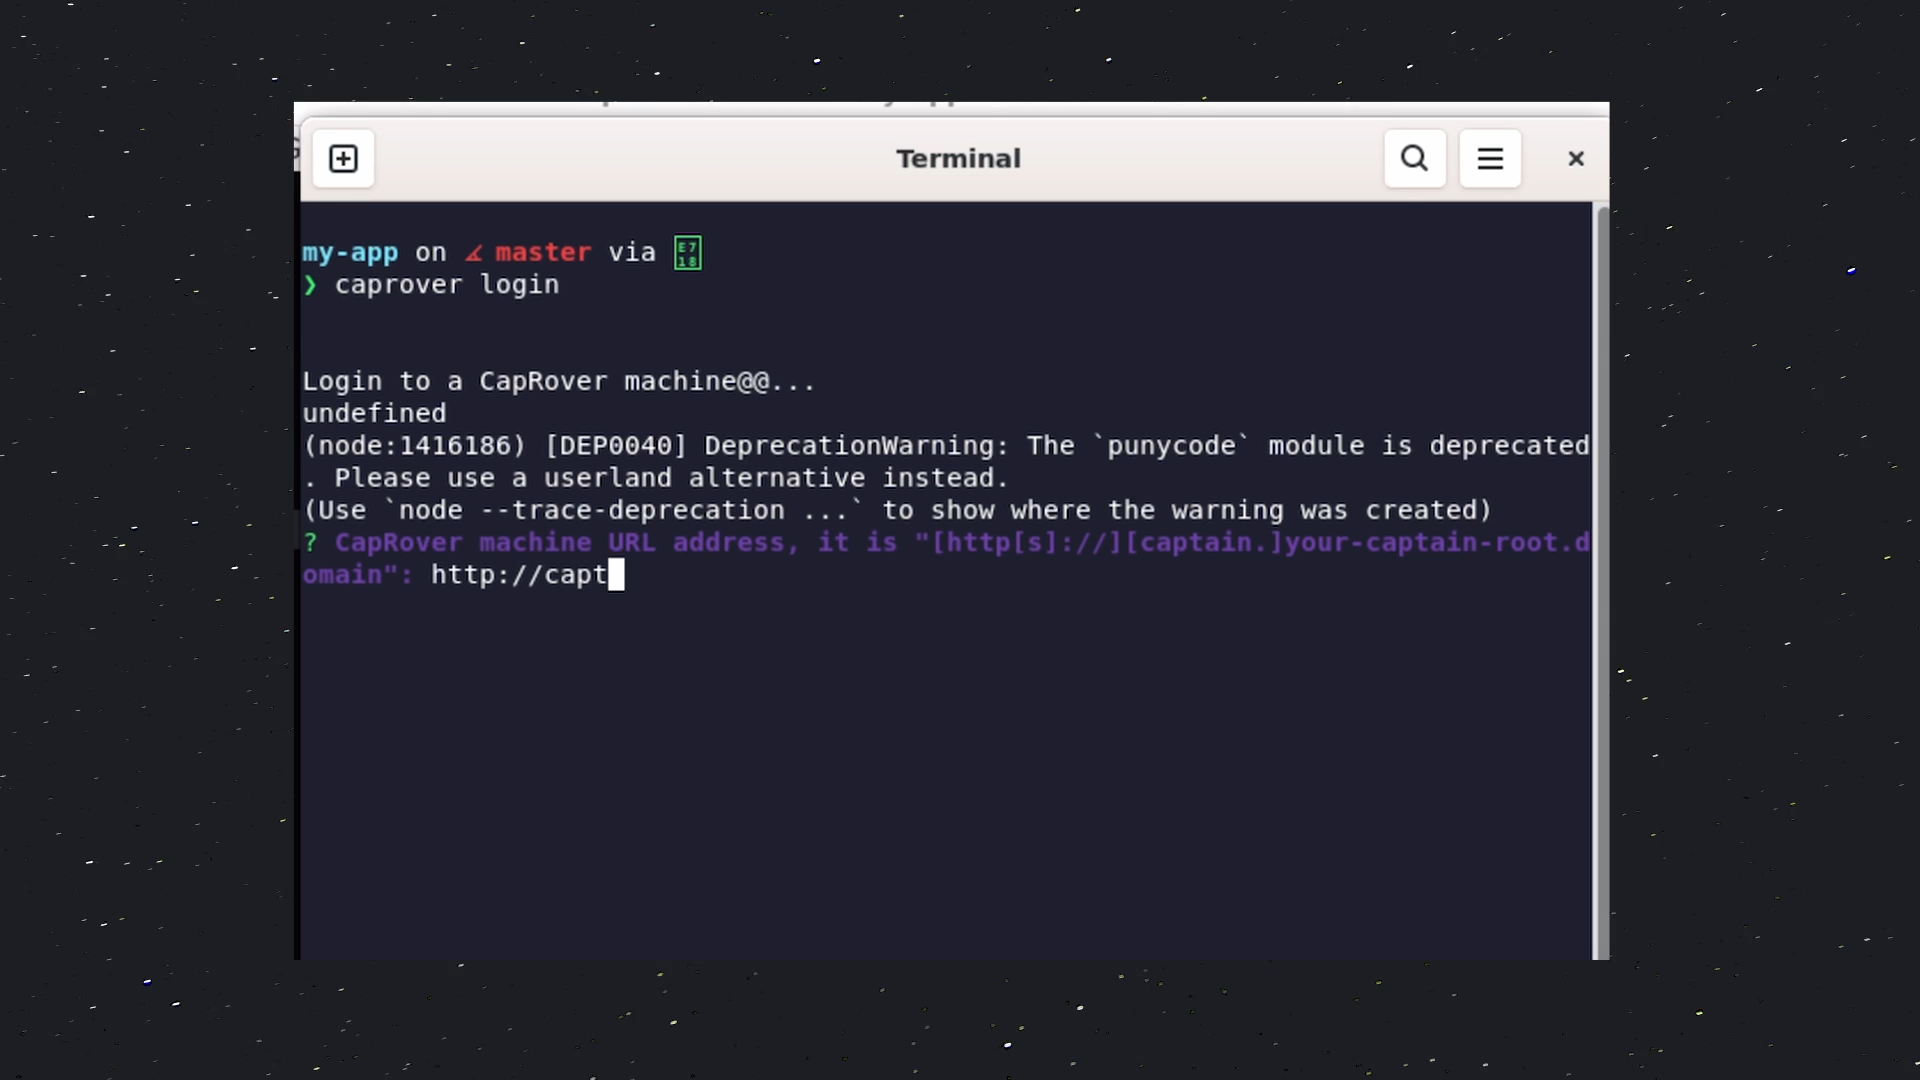 Terminal
my-app on master via E718
❯ caprover login
Login to a CapRover machine@@...
undefined
(node:1416186) [DEP0040] DeprecationWarning: The `punycode` module is deprecated
. Please use a userland alternative instead.
(Use `node --trace-deprecation ...` to show where the warning was created)
? CapRover machine URL address, it is "[http[s]://][captain.]your-captain-root.d
omain": http://capt